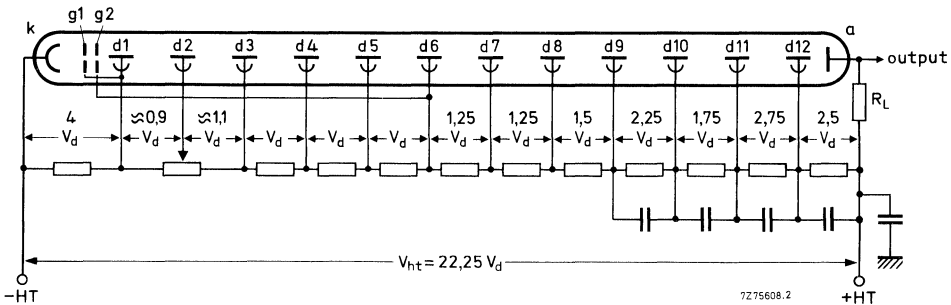 k g1 g2 d1 d2 d3 d4 d5 d6 d7 d8 d9 d10 d11 d12 a
output
R_L
4 ≈0,9 ≈1,1 1,25 1,25 1,5 2,25 1,75 2,75 2,5
V_d V_d V_d V_d V_d V_d V_d V_d V_d V_d V_d V_d V_d
V_ht = 22,25 V_d
-HT 7Z75608.2 +HT